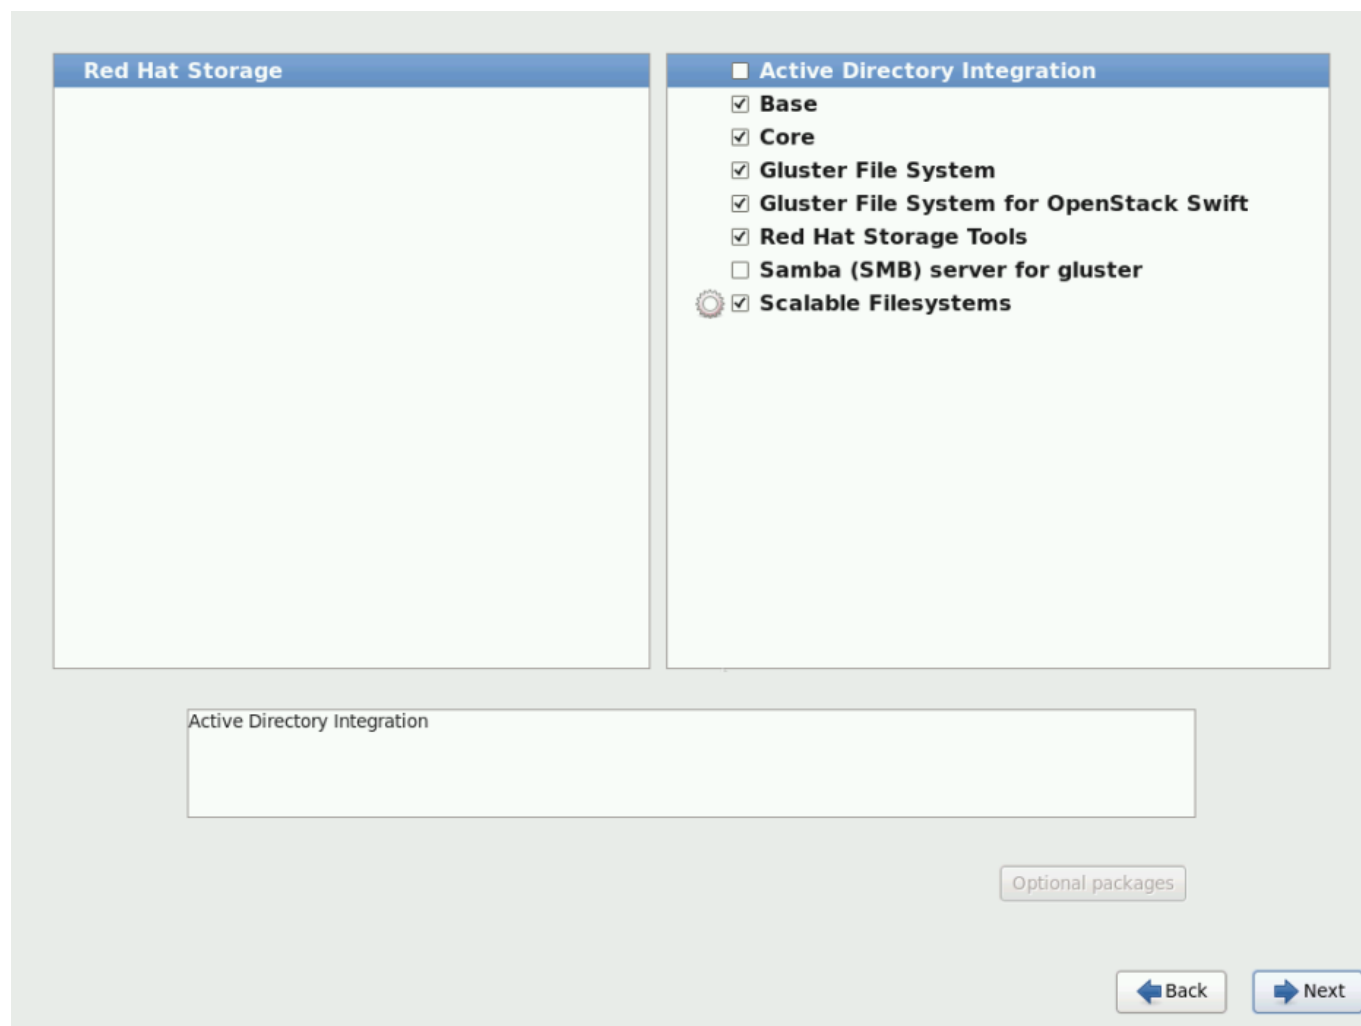 Red Hat Storage
Active Directory Integration
Base
Core
Gluster File System
Gluster File System for OpenStack Swift
Red Hat Storage Tools
Samba (SMB) server for gluster
Scalable Filesystems
Active Directory Integration
Optional packages
Back
Next